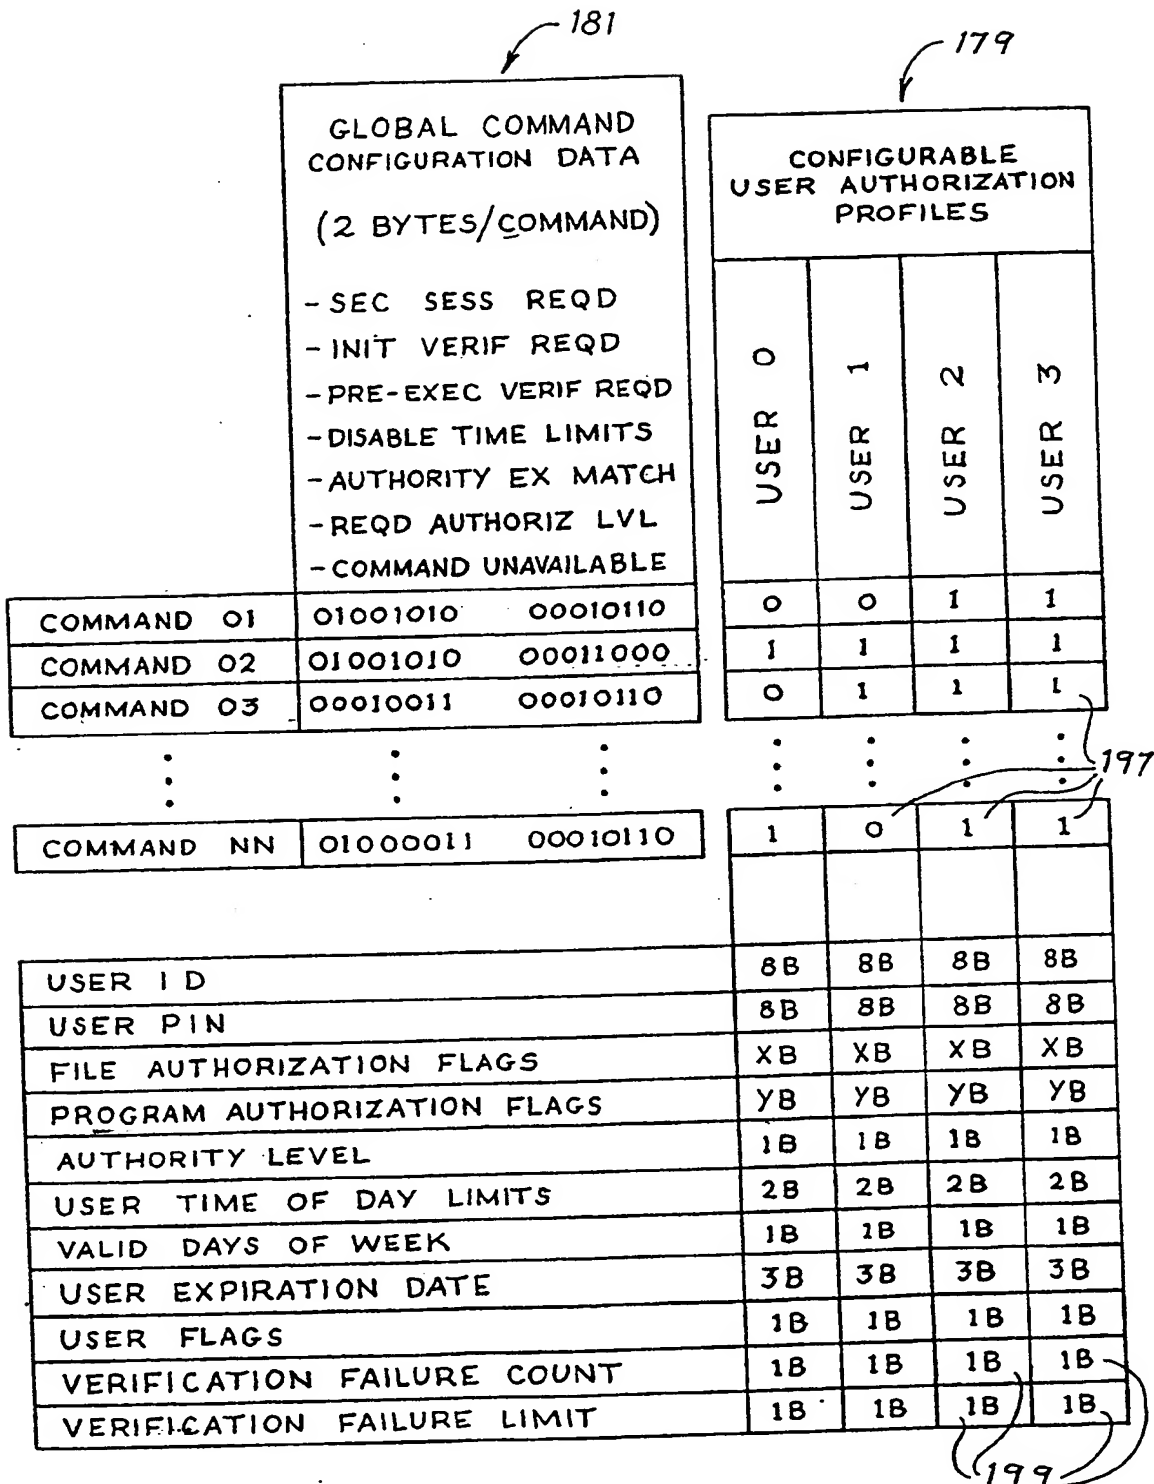 181
179
GLOBAL COMMAND
CONFIGURATION DATA
(2 BYTES/COMMAND)
- SEC SESS REQD
- INIT VERIF REQD
- PRE-EXEC VERIF REQD
- DISABLE TIME LIMITS
- AUTHORITY EX MATCH
- REQD AUTHORIZ LVL
- COMMAND UNAVAILABLE
CONFIGURABLE
USER AUTHORIZATION
PROFILES
USER 0
USER 1
USER 2
USER 3
COMMAND 01 01001010 00010110 0 0 1 1
COMMAND 02 01001010 00011000 1 1 1 1
COMMAND 03 00010011 00010110 0 1 1 1
197
COMMAND NN 01000011 00010110 1 0 1 1
USER ID 8B 8B 8B 8B
USER PIN 8B 8B 8B 8B
FILE AUTHORIZATION FLAGS XB XB XB XB
PROGRAM AUTHORIZATION FLAGS YB YB YB YB
AUTHORITY LEVEL 1B 1B 1B 1B
USER TIME OF DAY LIMITS 2B 2B 2B 2B
VALID DAYS OF WEEK 1B 1B 1B 1B
USER EXPIRATION DATE 3B 3B 3B 3B
USER FLAGS 1B 1B 1B 1B
VERIFICATION FAILURE COUNT 1B 1B 1B 1B
VERIFICATION FAILURE LIMIT 1B 1B 1B 1B
199